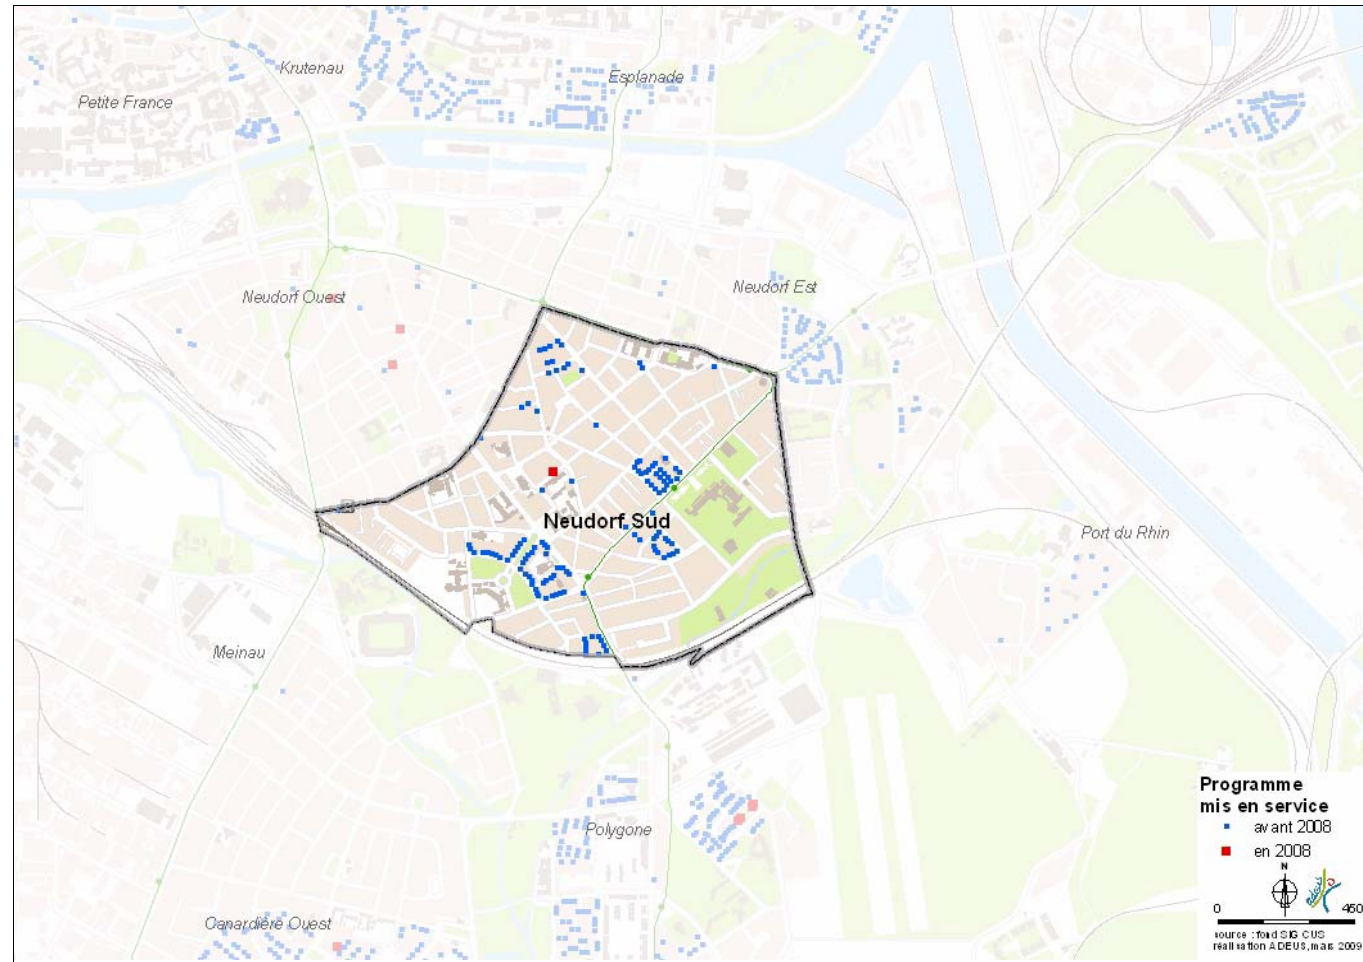 Krutenau
Esplanade
Petite France
Neudorf Ouest
Neudorf Est
Neudorf Sud
Port du Rhin
Meinau
Polygone
Canardière Ouest
Programme
mis en service
avant 2008
en 2008
N
0 450
source : fond SIG CUS
réalisation ADEUS, mars 2009